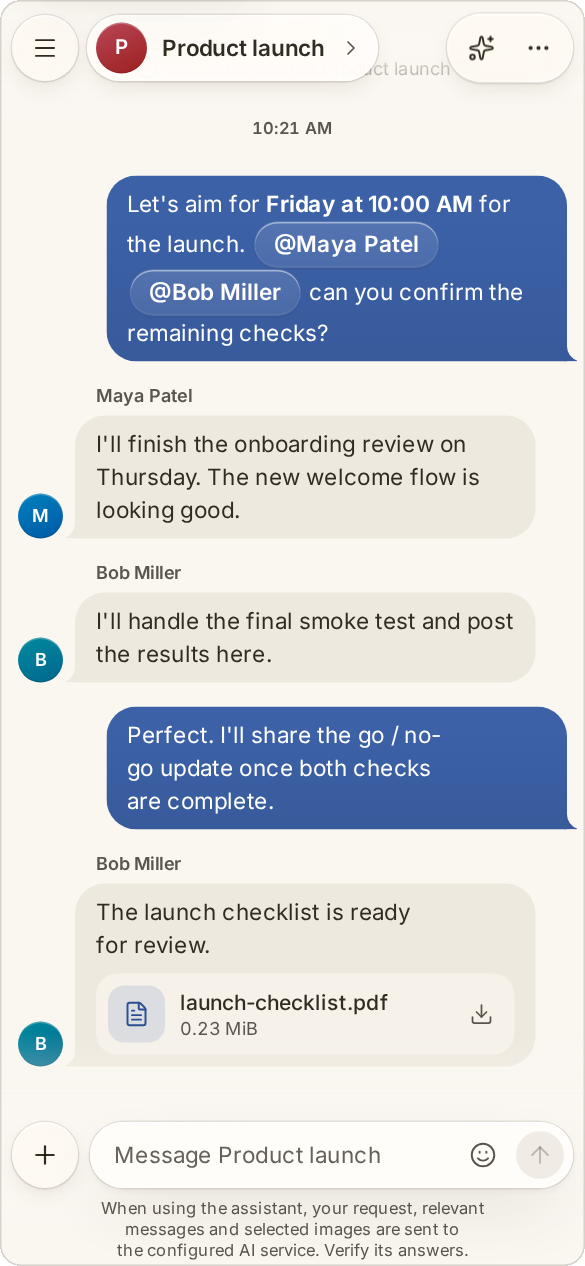 P
Product launch
duct launch
10:21 AM
Let's aim for Friday at 10:00 AM for
the launch. @Maya Patel
@Bob Miller can you confirm the
remaining checks?
Maya Patel
I'll finish the onboarding review on
Thursday. The new welcome flow is
looking good.
M
Bob Miller
I'll handle the final smoke test and post
the results here.
B
Perfect. I'll share the go / no-
go update once both checks
are complete.
Bob Miller
The launch checklist is ready
for review.
launch-checklist.pdf
0.23 MiB
B
Message Product launch
When using the assistant, your request, relevant
messages and selected images are sent to
the configured AI service. Verify its answers.